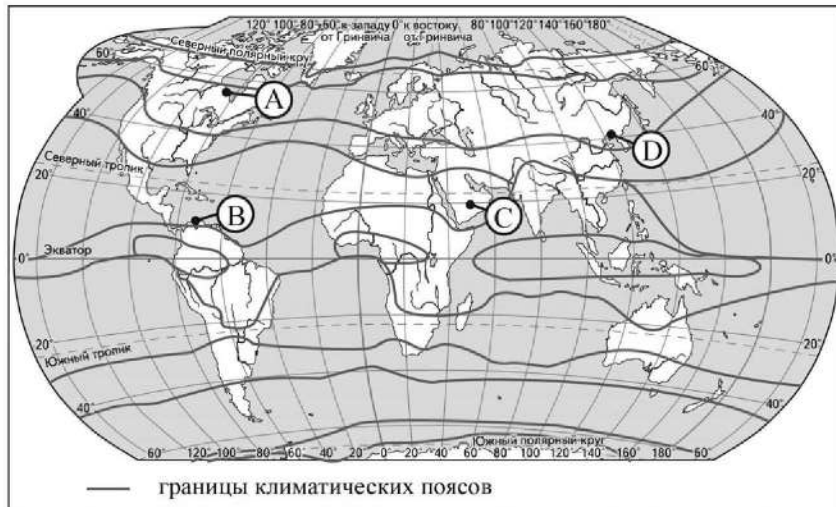 120° 100° 80° 50° к западу 0° к востоку 80° 100° 120° 140° 160° 180°
от Гринвича от Гринвича
Северный полярный круг
60°
60°
40°
40°
Северный тропик
20°
20°
Экватор
0°
0°
20°
20°
Южный тропик
40°
40°
Южный полярный круг
60° 120° 100° 80° 60° 40° 20° 0° 20° 40° 60° 80° 100° 120° 140° 160° 180° 60°
A
B
C
D
границы климатических поясов